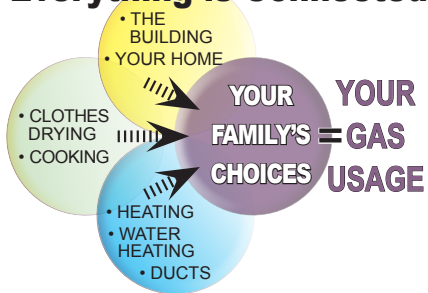 Everything is Connected
• THE
BUILDING
• YOUR HOME
• CLOTHES
DRYING
• COOKING
• HEATING
• WATER
HEATING
• DUCTS
YOUR
FAMILY'S
CHOICES
=
YOUR
GAS
USAGE